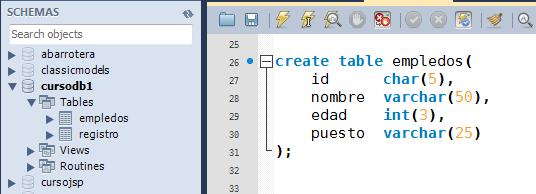 SCHEMAS
Search objects
abarrotera
classicmodels
cursodb1
Tables
empledos
registro
Views
Routines
cursojsp
25
26 create table empledos(
27 id char(5),
28 nombre varchar(50),
29 edad int(3),
30 puesto varchar(25)
31 );
32
33